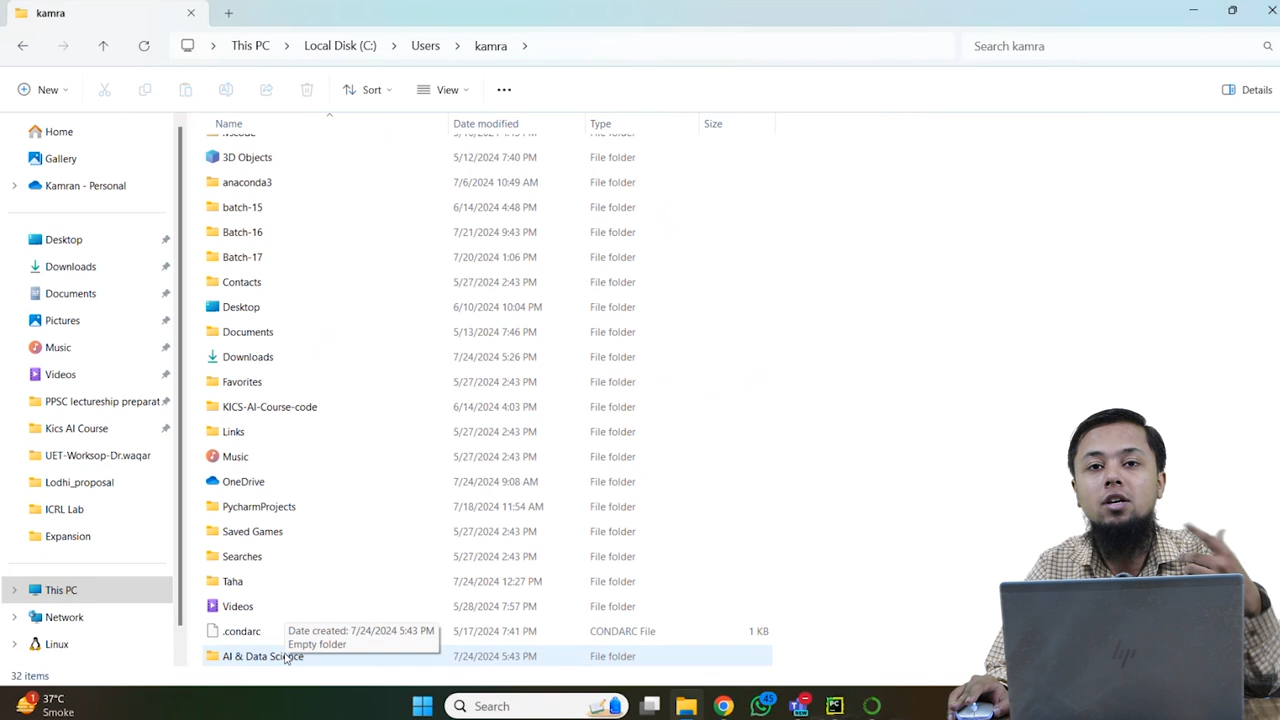 kamra
This PC
Local Disk (C:)
Users
kamra
Search kamra
New
Sort
View
Details
Name
Date modified
Type
Size
Home
Gallery
Kamran - Personal
Desktop
Downloads
Documents
Pictures
Music
Videos
PPSC lectureship preparat
Kics AI Course
UET-Worksop-Dr.waqar
Lodhi_proposal
ICRL Lab
Expansion
This PC
Network
Linux
3D Objects 5/12/2024 7:40 PM File folder
anaconda3 7/6/2024 10:49 AM File folder
batch-15 6/14/2024 4:48 PM File folder
Batch-16 7/21/2024 9:43 PM File folder
Batch-17 7/20/2024 1:06 PM File folder
Contacts 5/27/2024 2:43 PM File folder
Desktop 6/10/2024 10:04 PM File folder
Documents 5/13/2024 7:46 PM File folder
Downloads 7/24/2024 5:26 PM File folder
Favorites 5/27/2024 2:43 PM File folder
KICS-AI-Course-code 6/14/2024 4:03 PM File folder
Links 5/27/2024 2:43 PM File folder
Music 5/27/2024 2:43 PM File folder
OneDrive 7/24/2024 9:08 AM File folder
PycharmProjects 7/18/2024 11:54 AM File folder
Saved Games 5/27/2024 2:43 PM File folder
Searches 5/27/2024 2:43 PM File folder
Taha 7/24/2024 12:27 PM File folder
Videos 5/28/2024 7:57 PM File folder
.condarc 5/17/2024 7:41 PM CONDARC File 1 KB
Date created: 7/24/2024 5:43 PM
Empty folder
AI & Data Science 7/24/2024 5:43 PM File folder
32 items
1
37°C
Smoke
Search
45
NEW
PC
hp